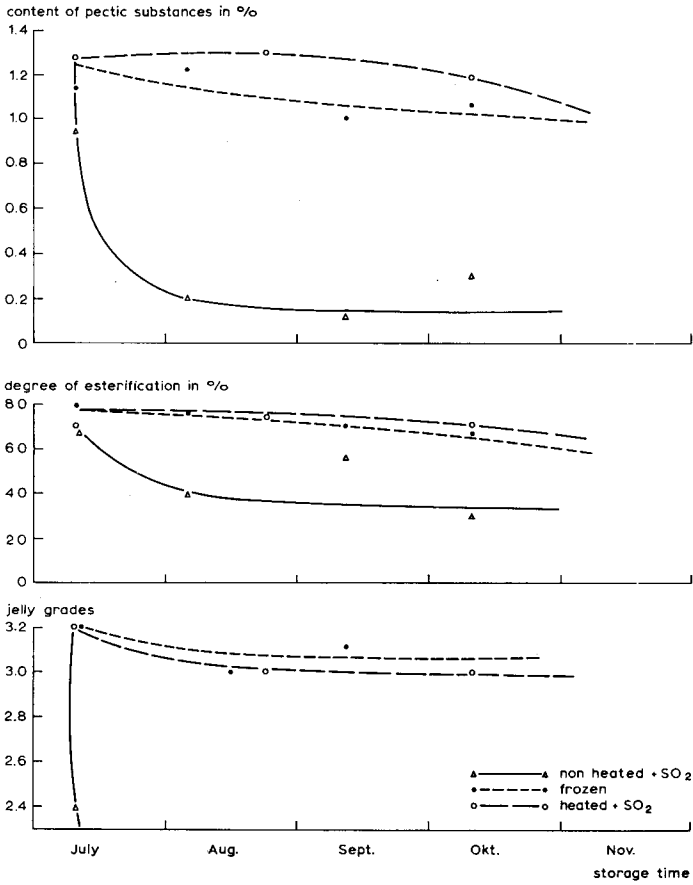 content of pectic substances in %
1.4
1.2
1.0
0.8
0.6
0.4
0.2
0
degree of esterification in %
80
60
40
20
0
jelly grades
3.2
3.0
2.8
2.6
2.4
non heated + SO2
frozen
heated + SO2
July Aug. Sept. Okt. Nov.
storage time